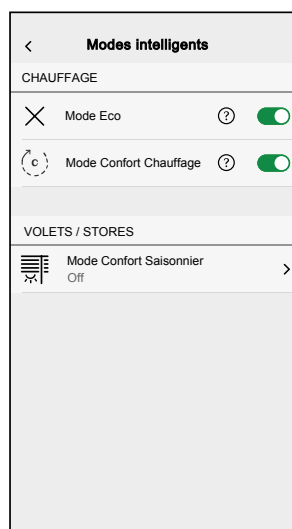 Modes intelligents
CHAUFFAGE
Mode Eco ?
c Mode Confort Chauffage ?
VOLETS / STORES
Mode Confort Saisonnier
Off